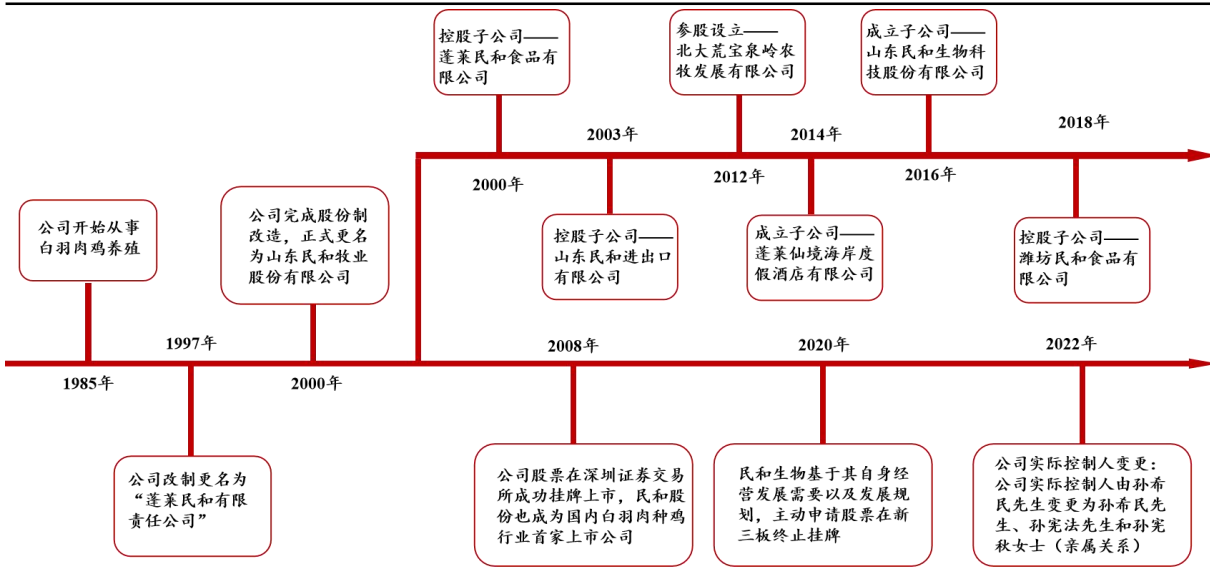 控股子公司——
蓬莱民和食品有
限公司
参股设立——
北大荒宝泉岭农
牧发展有限公司
成立子公司——
山东民和生物科
技股份有限公司
2003年
2014年
2018年
2000年
2012年
2016年
控股子公司——
山东民和进出口
有限公司
成立子公司——
蓬莱仙境海岸度
假酒店有限公司
控股子公司——
潍坊民和食品有
限公司
公司开始从事
白羽肉鸡养殖
公司完成股份制
改造，正式更名
为山东民和牧业
股份有限公司
1997年
2008年
2020年
2022年
1985年
2000年
公司改制更名为
“蓬莱民和有限
责任公司”
公司股票在深圳证券交易
所成功挂牌上市，民和股
份也成为国内白羽肉种鸡
行业首家上市公司
民和生物基于其自身经
营发展需要以及发展规
划，主动申请股票在新
三板终止挂牌
公司实际控制人变更：
公司实际控制人由孙希
民先生变更为孙希民先
生、孙宪法先生和孙宪
秋女士（亲属关系）